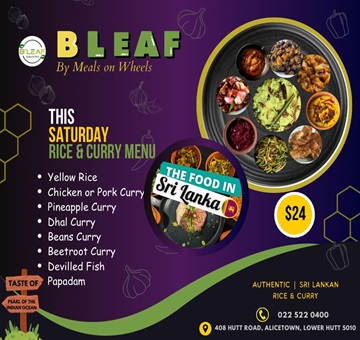 B'LEAF
B LEAF
By Meals on Wheels
THIS
SATURDAY
RICE & CURRY MENU
• Yellow Rice
• Chicken or Pork Curry
• Pineapple Curry
• Dhal Curry
• Beans Curry
• Beetroot Curry
• Devilled Fish
• Papadam
THE FOOD IN
Sri Lanka
$24
TASTE OF
PEARL OF THE
INDIAN OCEAN
AUTHENTIC | SRI LANKAN
RICE & CURRY
022 522 0400
408 HUTT ROAD, ALICETOWN, LOWER HUTT 5010